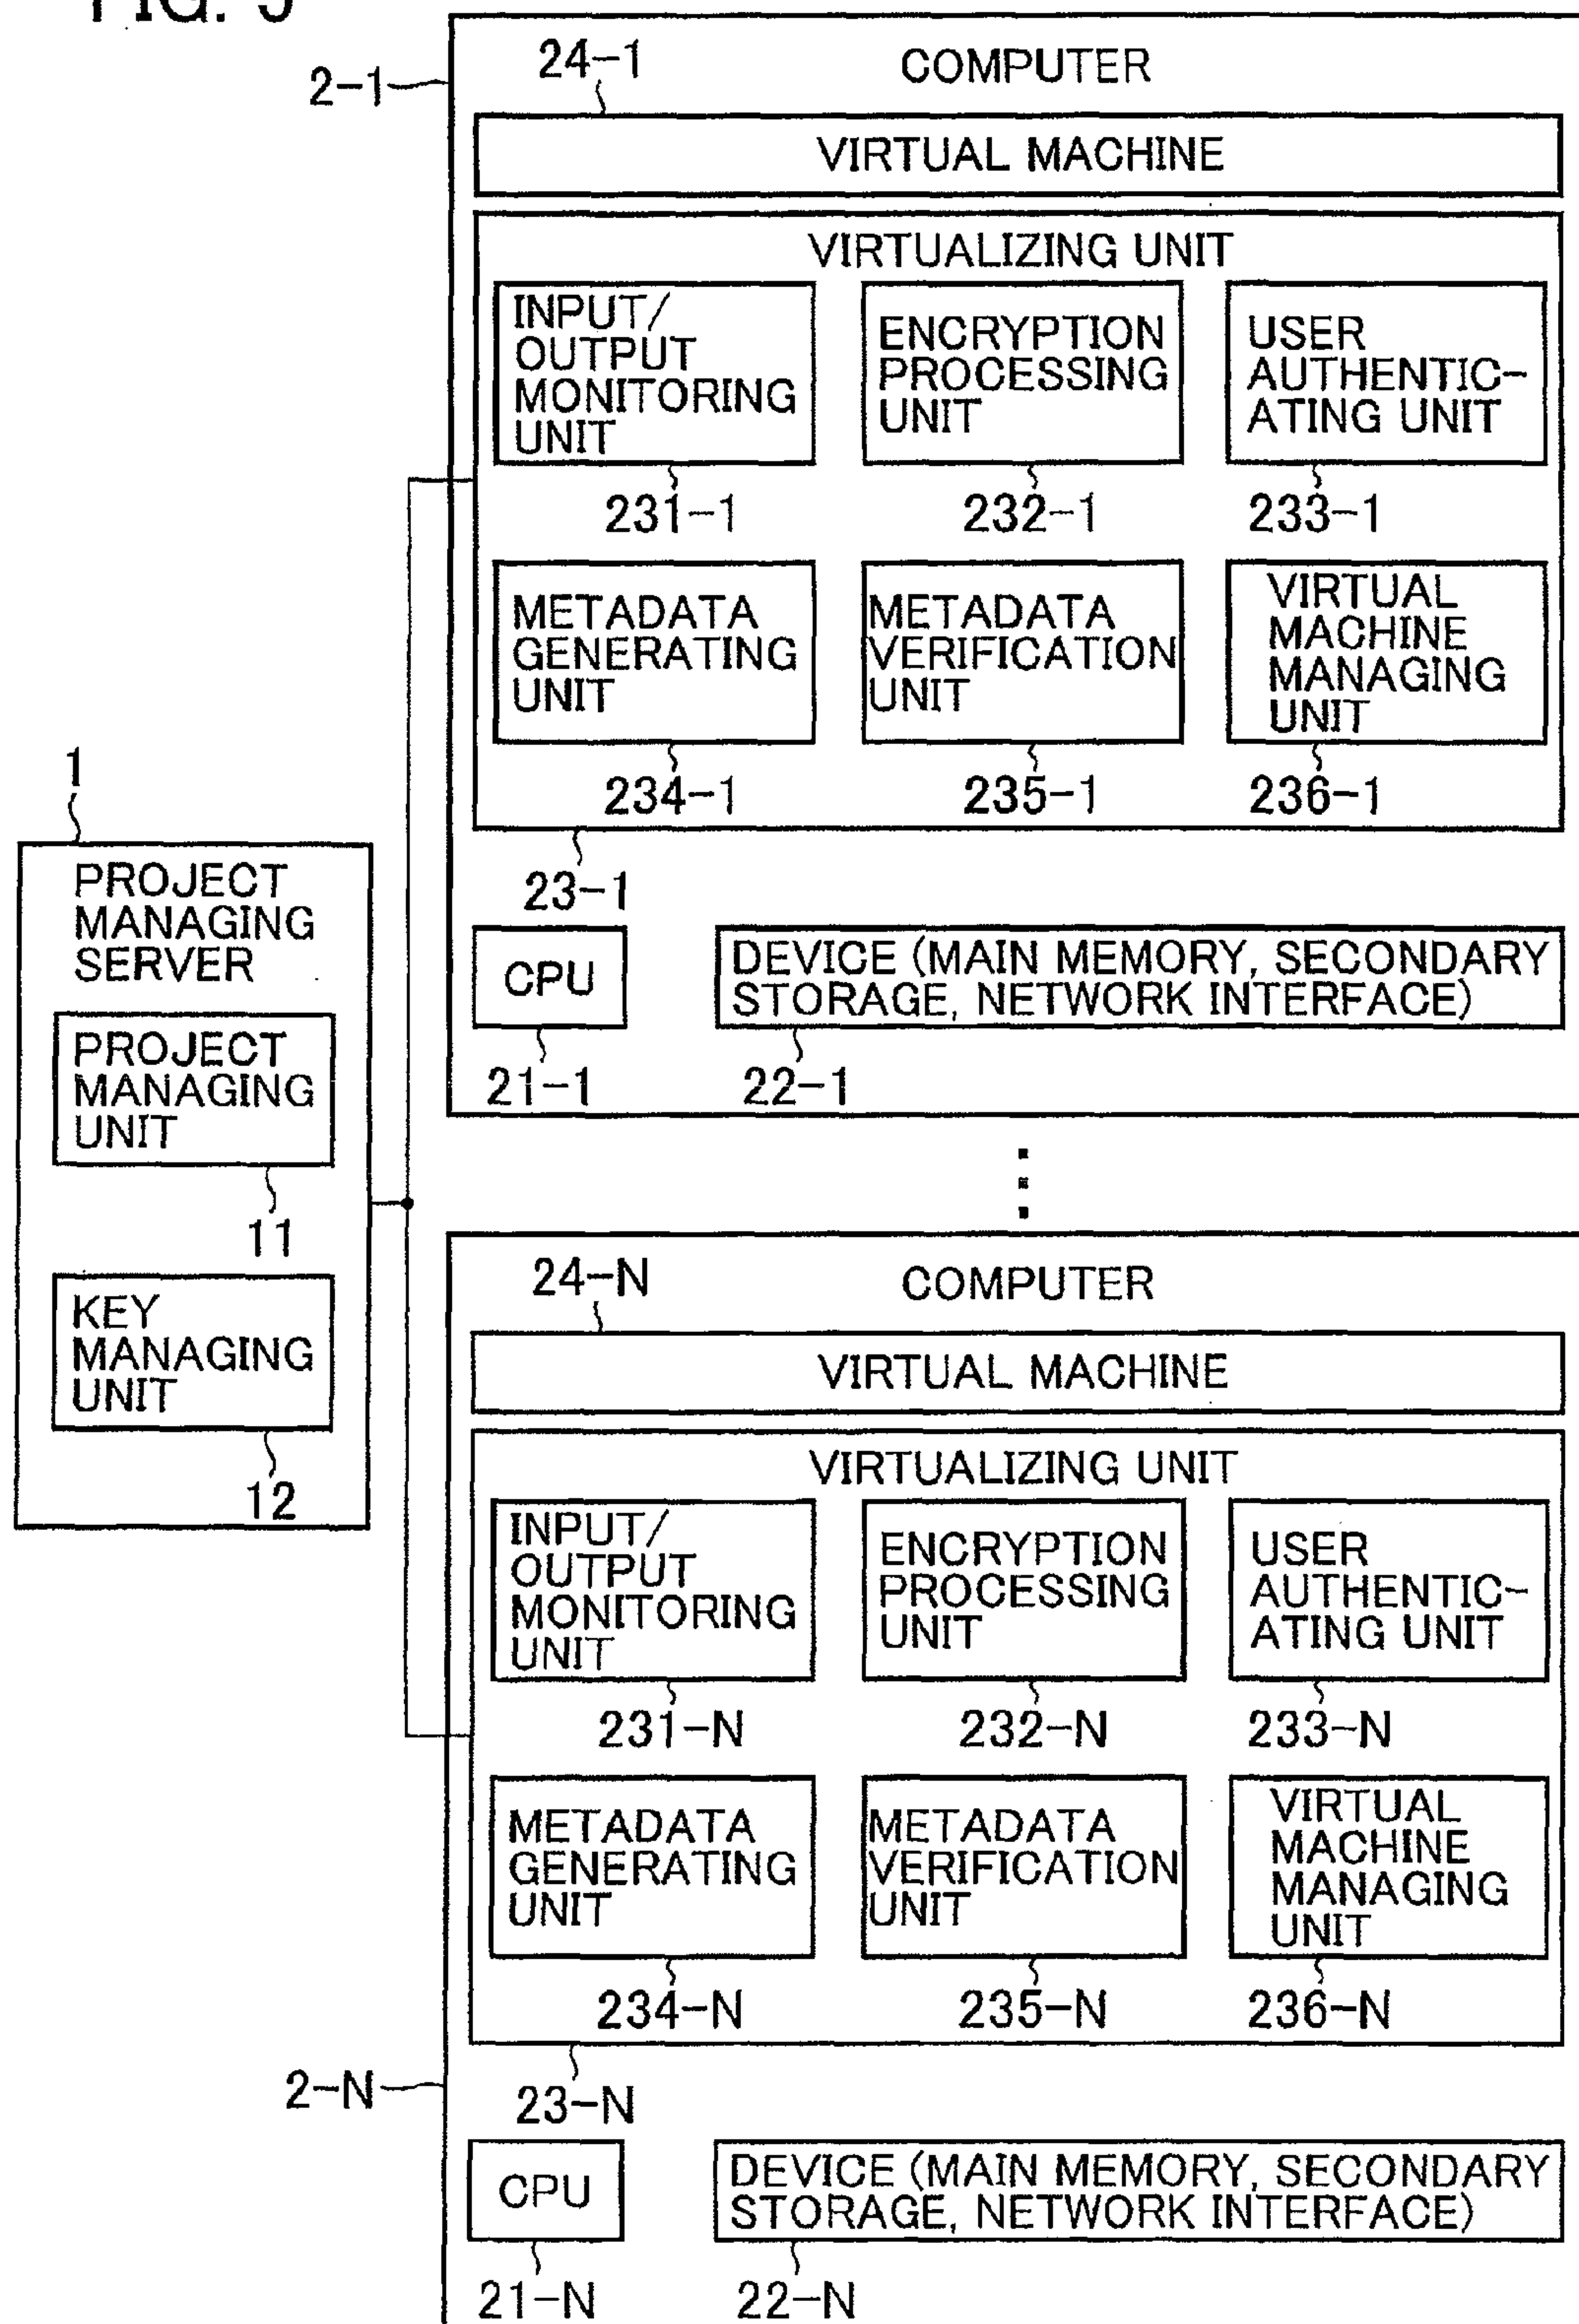 FIG. 5
2-1
24-1
COMPUTER
VIRTUAL MACHINE
VIRTUALIZING UNIT
INPUT/
OUTPUT
MONITORING
UNIT
ENCRYPTION
PROCESSING
UNIT
USER
AUTHENTIC-
ATING UNIT
231-1
232-1
233-1
METADATA
GENERATING
UNIT
METADATA
VERIFICATION
UNIT
VIRTUAL
MACHINE
MANAGING
UNIT
234-1
235-1
236-1
23-1
CPU
DEVICE (MAIN MEMORY, SECONDARY
STORAGE, NETWORK INTERFACE)
21-1
22-1
1
PROJECT
MANAGING
SERVER
PROJECT
MANAGING
UNIT
11
KEY
MANAGING
UNIT
12
24-N
COMPUTER
VIRTUAL MACHINE
VIRTUALIZING UNIT
INPUT/
OUTPUT
MONITORING
UNIT
ENCRYPTION
PROCESSING
UNIT
USER
AUTHENTIC-
ATING UNIT
231-N
232-N
233-N
METADATA
GENERATING
UNIT
METADATA
VERIFICATION
UNIT
VIRTUAL
MACHINE
MANAGING
UNIT
234-N
235-N
236-N
2-N
23-N
CPU
DEVICE (MAIN MEMORY, SECONDARY
STORAGE, NETWORK INTERFACE)
21-N
22-N